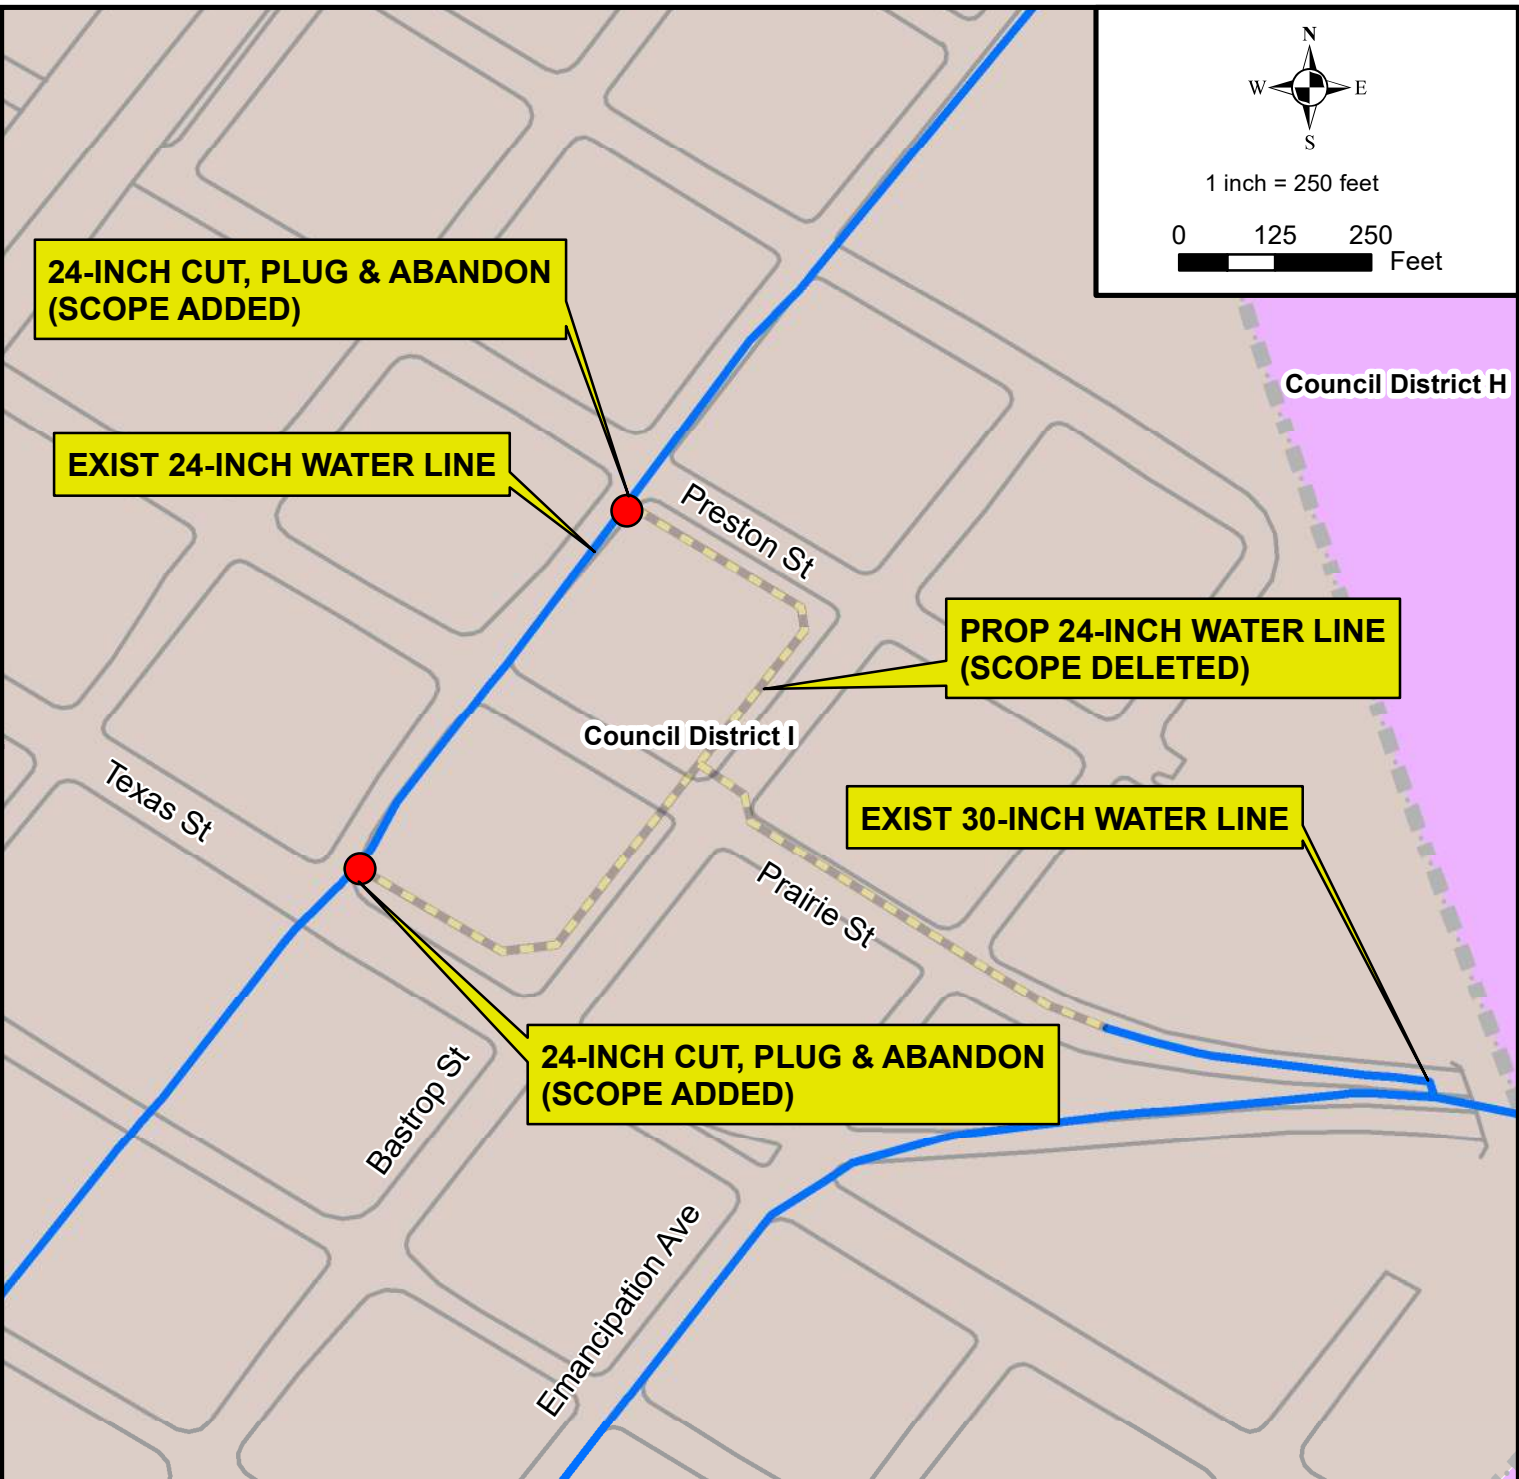 N
W
E
S
1 inch = 250 feet
0 125 250
Feet
24-INCH CUT, PLUG & ABANDON
(SCOPE ADDED)
Council District H
EXIST 24-INCH WATER LINE
Preston St
PROP 24-INCH WATER LINE
(SCOPE DELETED)
Council District I
Texas St
EXIST 30-INCH WATER LINE
Prairie St
24-INCH CUT, PLUG & ABANDON
(SCOPE ADDED)
Bastrop St
Emancipation Ave